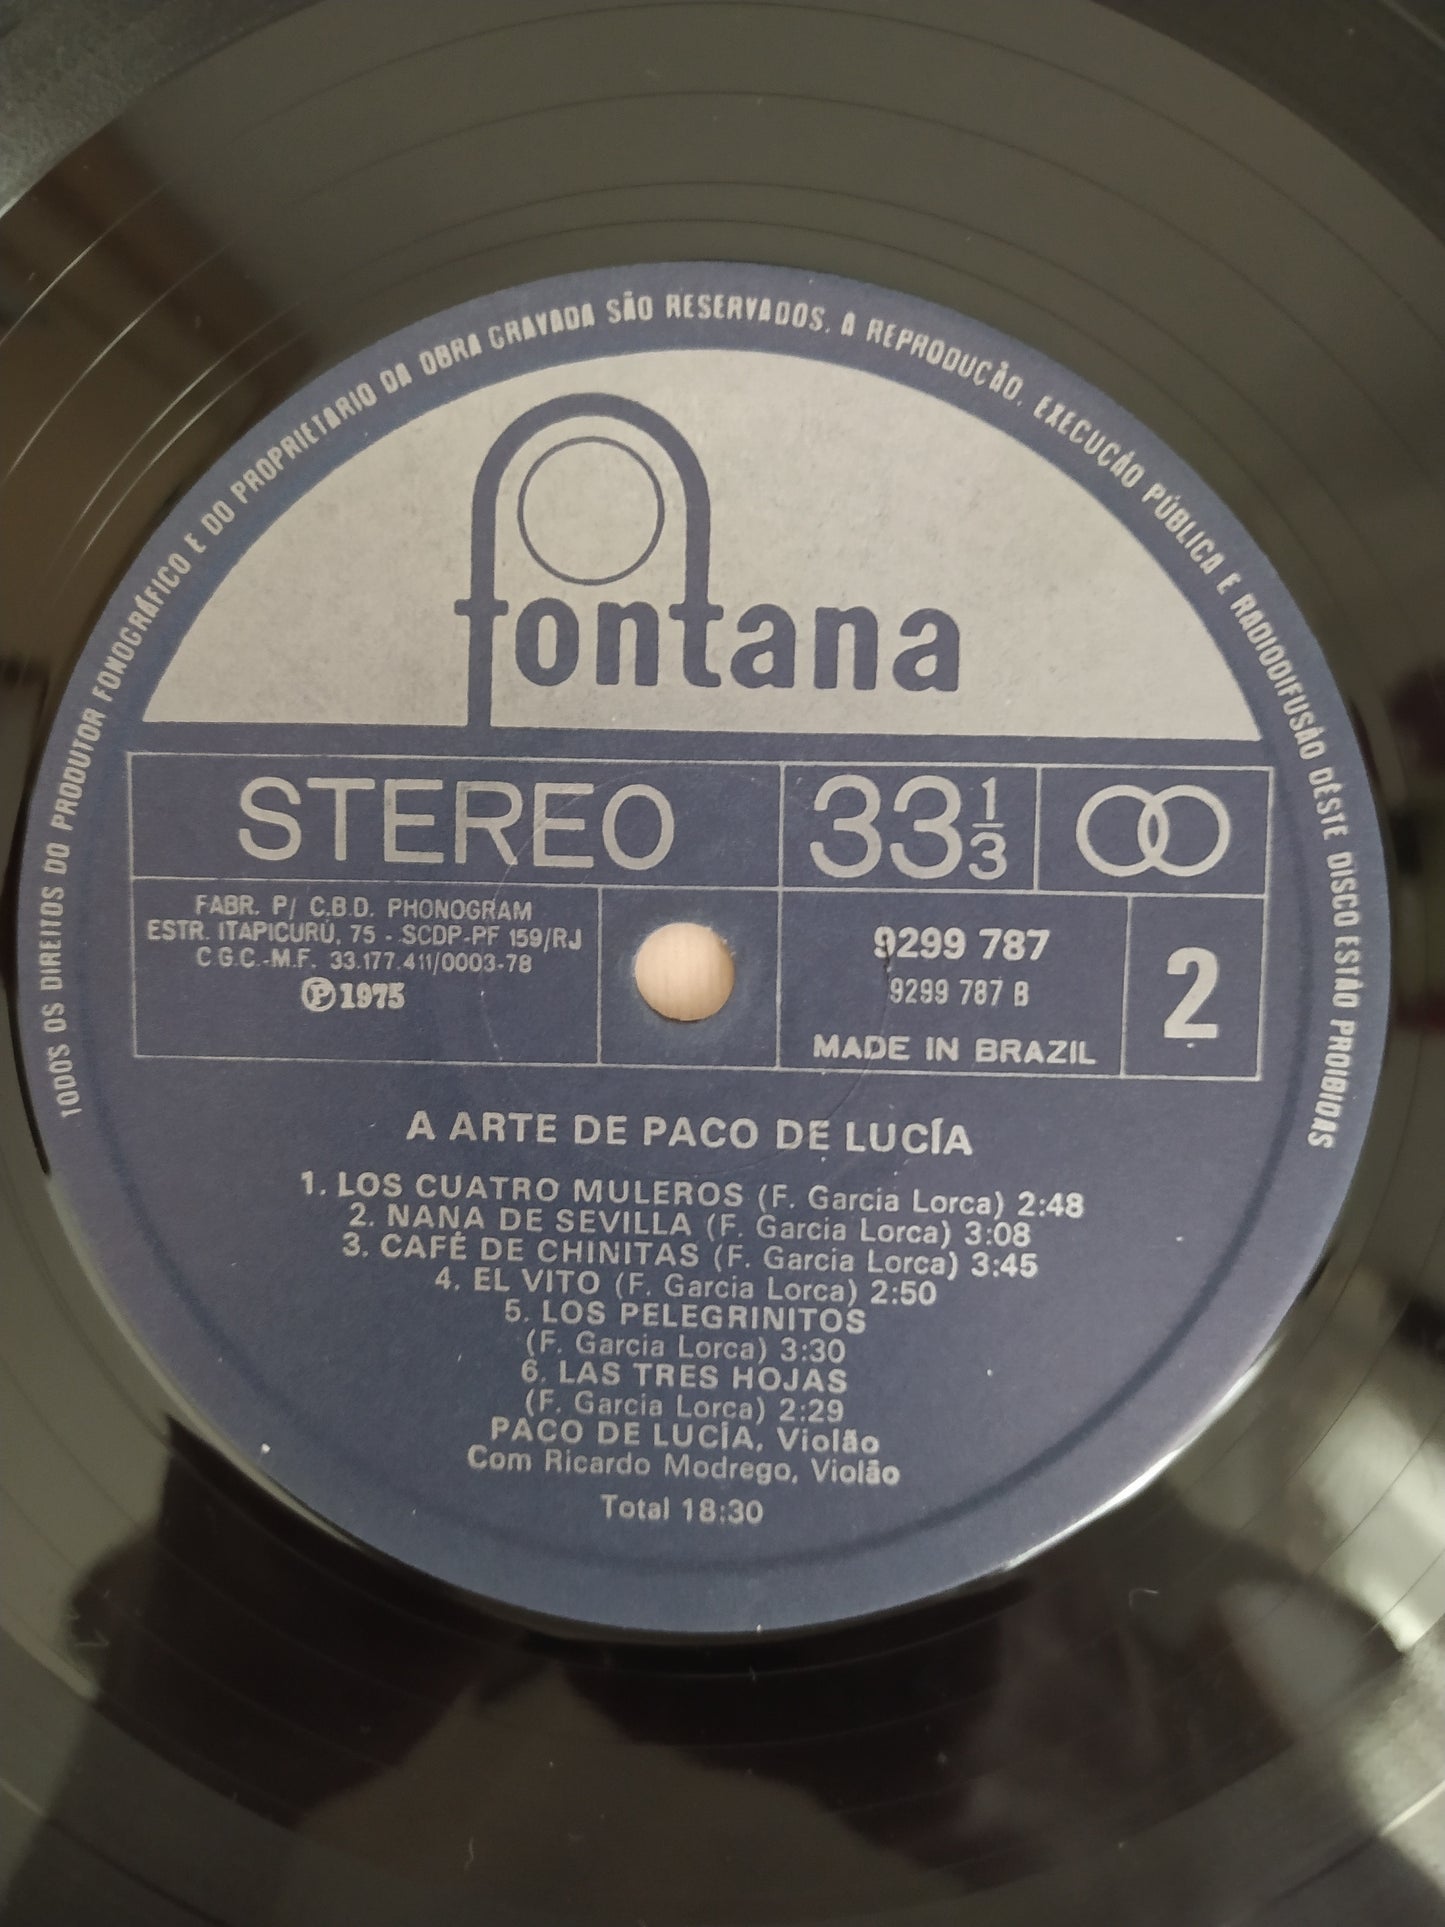 TODOS OS DIREITOS DO PRODUTOR FONOGRÁFICO E DO PROPRIETARIO DA OBRA GRAVADA SÃO RESERVADOS. A REPRODUÇÃO, EXECUÇÃO PÚBLICA E RADIODIFUSÃO DÊSTE DISCO ESTÃO PROIBIDAS
fontana
STEREO
33 1/3
FABR. P/ C.B.D. PHONOGRAM
ESTR. ITAPICURÚ, 75 - SCDP-PF 159/RJ
C.G.C.-M.F. 33.177.411/0003-78
Ⓟ 1975
9299 787
9299 787 B
MADE IN BRAZIL
2
A ARTE DE PACO DE LUCÍA
1. LOS CUATRO MULEROS (F. Garcia Lorca) 2:48
2. NANA DE SEVILLA (F. Garcia Lorca) 3:08
3. CAFÉ DE CHINITAS (F. Garcia Lorca) 3:45
4. EL VITO (F. Garcia Lorca) 2:50
5. LOS PELEGRINITOS
(F. Garcia Lorca) 3:30
6. LAS TRES HOJAS
(F. Garcia Lorca) 2:29
PACO DE LUCÍA, Violão
Com Ricardo Modrego, Violão
Total 18:30